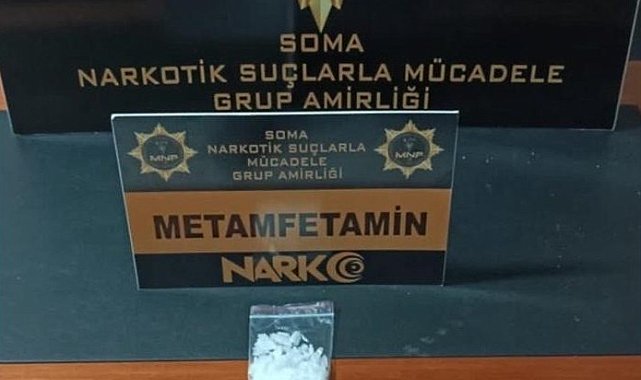 SOMA
NARKOTİK SUÇLARLA MÜCADELE
GRUP AMİRLİĞİ
SOMA
NARKOTİK SUÇLARLA
MÜCADELE
GRUP AMİRLİĞİ
MNP
MNP
METAMFETAMİN
NARKO